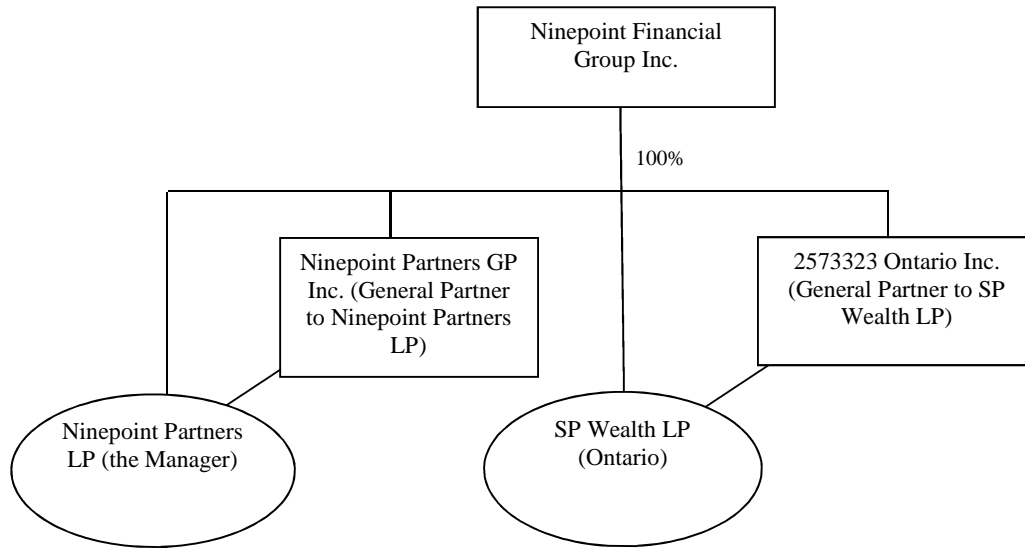 Ninepoint Financial
Group Inc.
100%
Ninepoint Partners GP
Inc. (General Partner
to Ninepoint Partners
LP)
2573323 Ontario Inc.
(General Partner to SP
Wealth LP)
Ninepoint Partners
LP (the Manager)
SP Wealth LP
(Ontario)